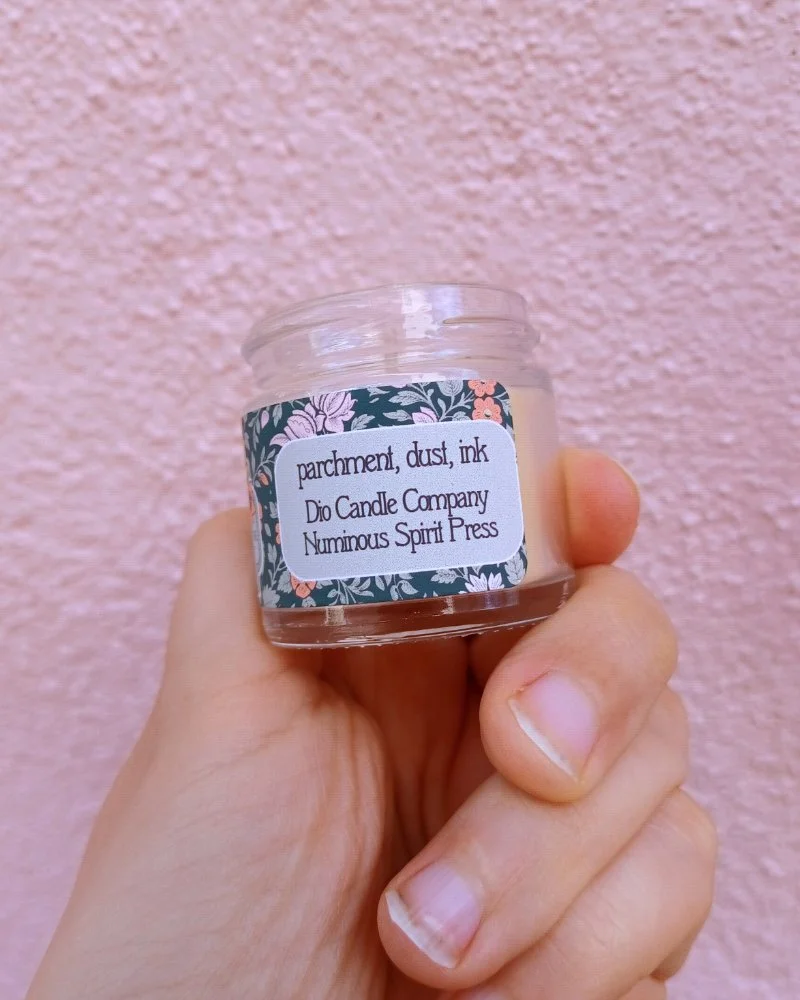 parchment, dust, ink
Dio Candle Company
Numinous Spirit Press